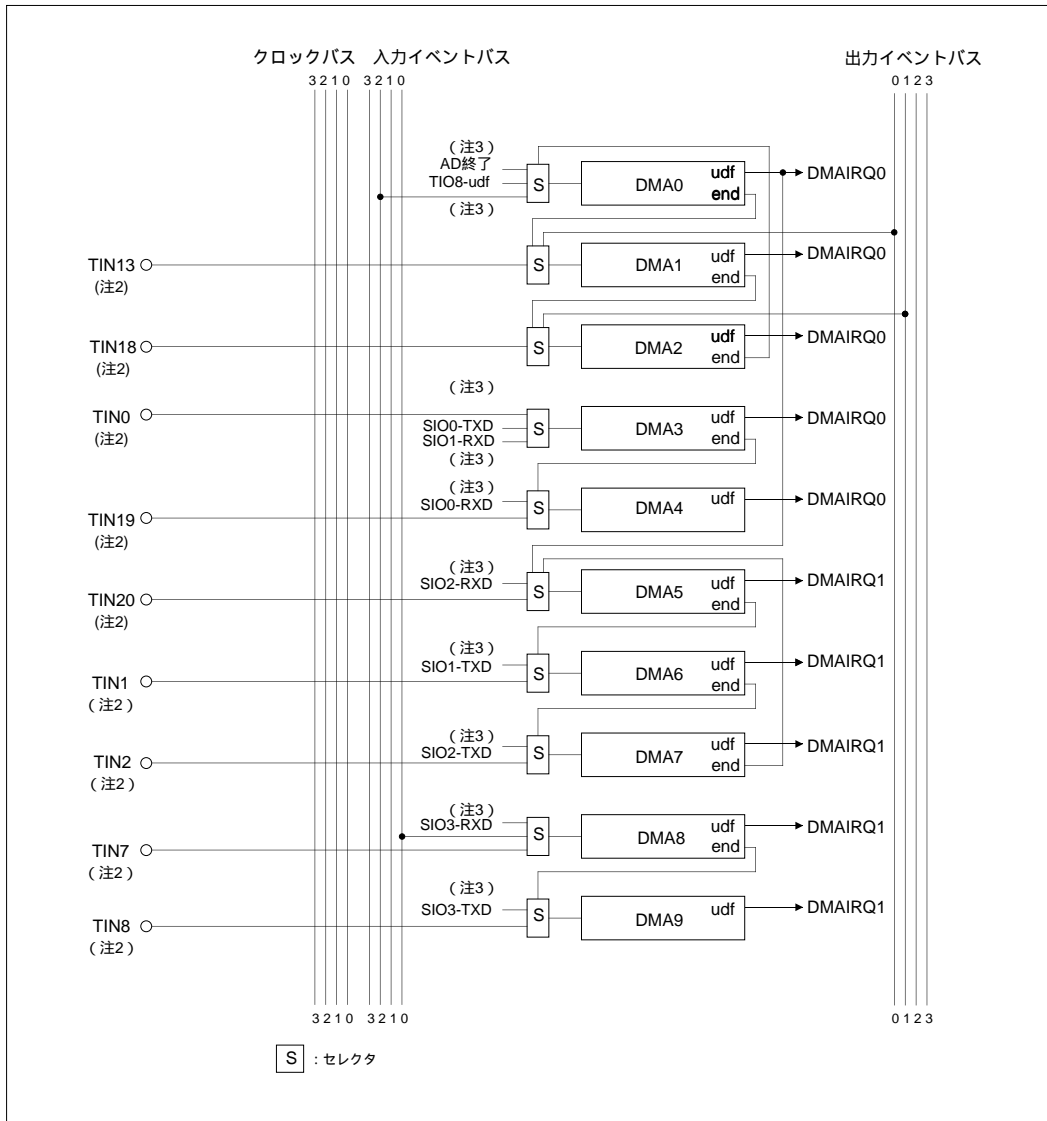 クロックバス 入力イベントバス 出力イベントバス
3 2 1 0 3 2 1 0 0 1 2 3
(注3)
AD終了
TIO8-udf
(注3)
S
DMA0
udf
end
DMAIRQ0
TIN13
(注2)
S
DMA1
udf
end
DMAIRQ0
TIN18
(注2)
S
DMA2
udf
end
DMAIRQ0
TIN0
(注2)
(注3)
SIO0-TXD
SIO1-RXD
(注3)
S
DMA3
udf
end
DMAIRQ0
TIN19
(注2)
(注3)
SIO0-RXD
S
DMA4
udf
DMAIRQ0
TIN20
(注2)
(注3)
SIO2-RXD
S
DMA5
udf
end
DMAIRQ1
TIN1
(注2)
(注3)
SIO1-TXD
S
DMA6
udf
end
DMAIRQ1
TIN2
(注2)
(注3)
SIO2-TXD
S
DMA7
udf
end
DMAIRQ1
TIN7
(注2)
(注3)
SIO3-RXD
S
DMA8
udf
end
DMAIRQ1
TIN8
(注2)
(注3)
SIO3-TXD
S
DMA9
udf
DMAIRQ1
3 2 1 0 3 2 1 0 0 1 2 3
S : セレクタ